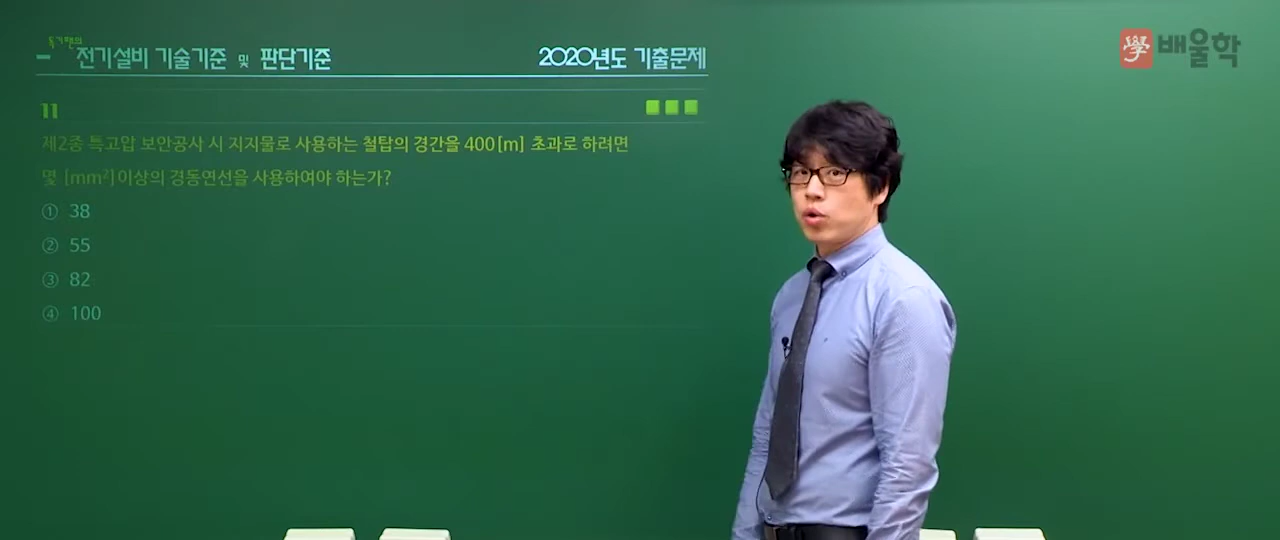 독기팬의
전기설비 기술기준 및 판단기준 2020년도 기출문제
學 배울학
11
제2종 특고압 보안공사 시 지지물로 사용하는 철탑의 경간을 400[m] 초과로 하려면
몇 [mm²]이상의 경동연선을 사용하여야 하는가?
① 38
② 55
③ 82
④ 100